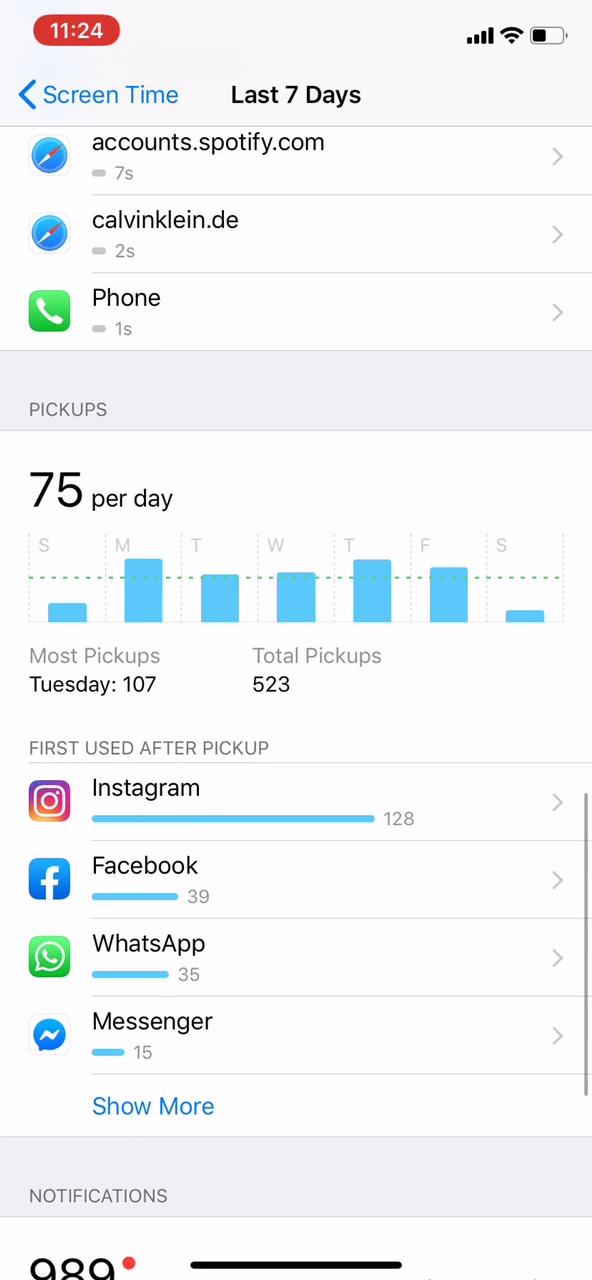 11:24
Screen Time
Last 7 Days
accounts.spotify.com
7s
calvinklein.de
2s
Phone
1s
PICKUPS
75 per day
S M T W T F S
Most Pickups Total Pickups
Tuesday: 107 523
FIRST USED AFTER PICKUP
Instagram
128
Facebook
39
WhatsApp
35
Messenger
15
Show More
NOTIFICATIONS
989